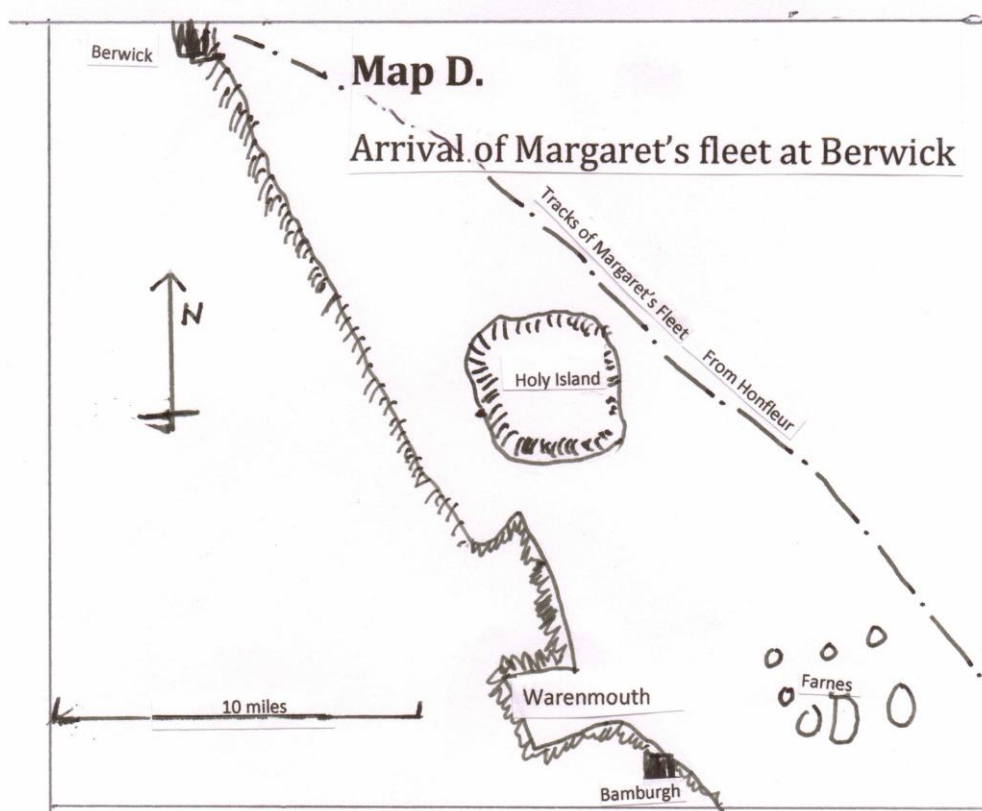 Berwick
Map D.
Arrival of Margaret's fleet at Berwick
Tracks of Margaret's Fleet From Honfleur
N
Holy Island
Farnes
Warenmouth
10 miles
Bamburgh